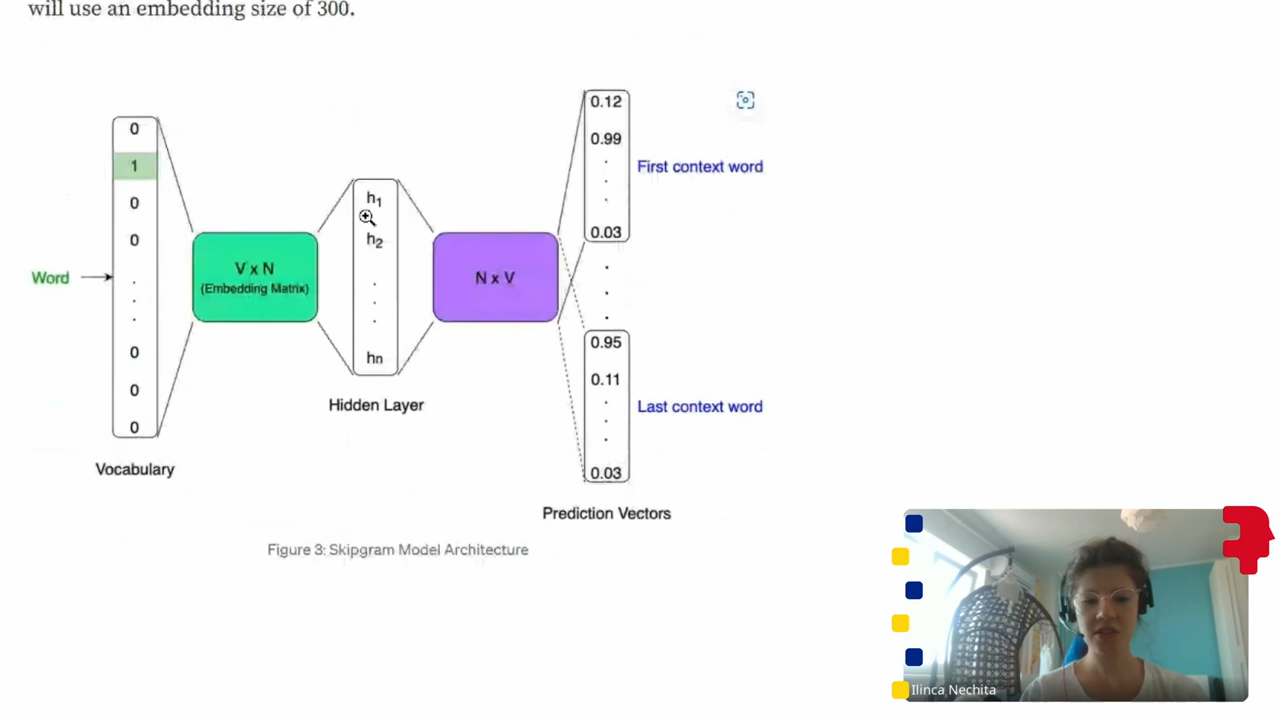 will use an embedding size of 300.
0
1
0
0
.
.
.
0
0
0
Word
Vocabulary
V x N
(Embedding Matrix)
h1
h2
.
.
.
hn
Hidden Layer
N x V
0.12
0.99
.
.
.
0.03
First context word
.
.
.
0.95
0.11
.
.
.
0.03
Last context word
Prediction Vectors
Figure 3: Skipgram Model Architecture
Ilinca Nechita